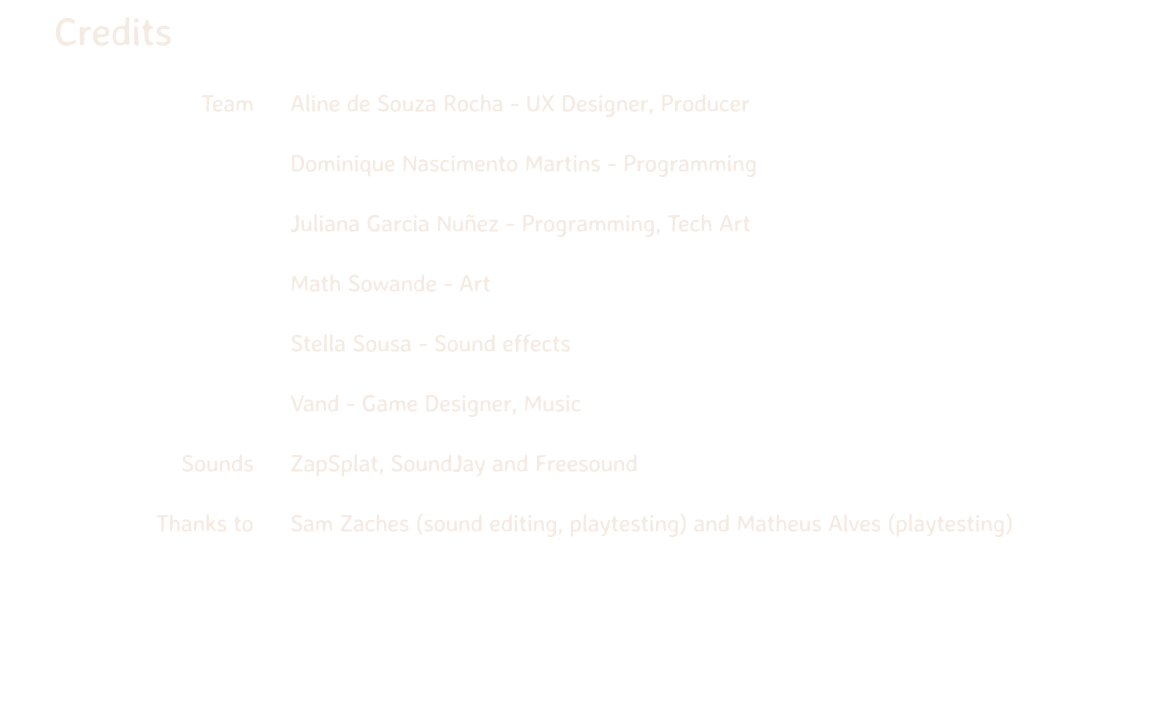 Credits
Team Aline de Souza Rocha - UX Designer, Producer
Dominique Nascimento Martins - Programming
Juliana Garcia Nuñez - Programming, Tech Art
Math Sowande - Art
Stella Sousa - Sound effects
Vand - Game Designer, Music
Sounds ZapSplat, SoundJay and Freesound
Thanks to Sam Zaches (sound editing, playtesting) and Matheus Alves (playtesting)